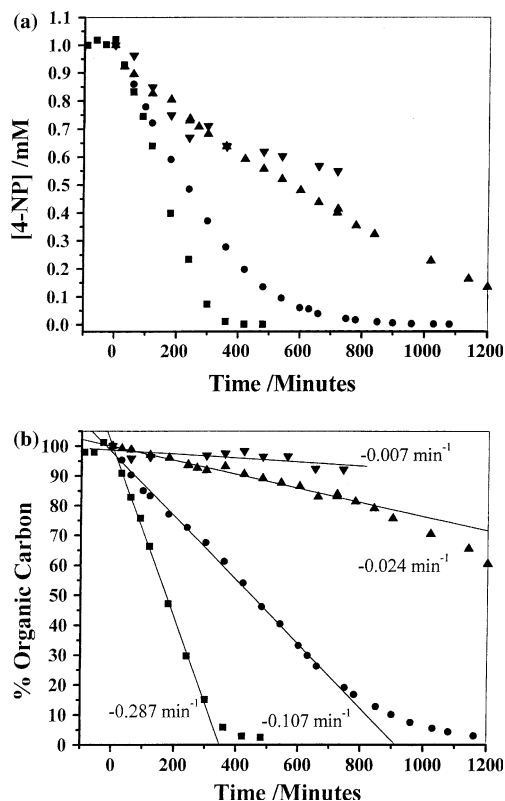 (a)
1.1
1.0
0.9
0.8
0.7
0.6
0.5
0.4
0.3
0.2
0.1
0.0
[4-NP] /mM
0 200 400 600 800 1000 1200
Time /Minutes
(b)
100
90
80
70
60
50
40
30
20
10
0
% Organic Carbon
-0.007 min⁻¹
-0.024 min⁻¹
-0.287 min⁻¹
-0.107 min⁻¹
0 200 400 600 800 1000 1200
Time /Minutes